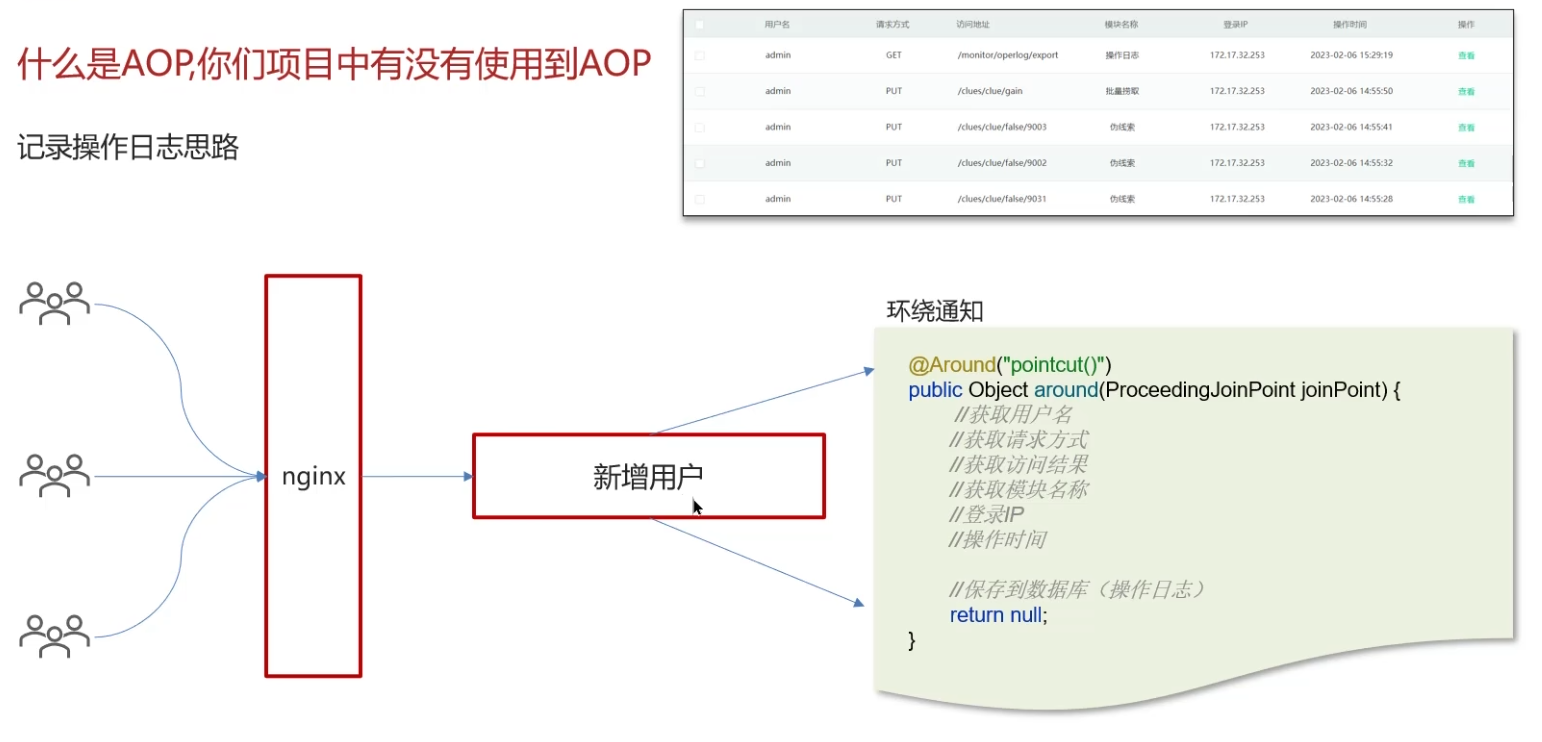 什么是AOP,你们项目中有没有使用到AOP
记录操作日志思路
用户名 请求方式 访问地址 模块名称 登录IP 操作时间 操作
admin GET /monitor/operlog/export 操作日志 172.17.32.253 2023-02-06 15:29:19 查看
admin PUT /clues/clue/gain 批量捞取 172.17.32.253 2023-02-06 14:55:50 查看
admin PUT /clues/clue/false/9003 伪线索 172.17.32.253 2023-02-06 14:55:41 查看
admin PUT /clues/clue/false/9002 伪线索 172.17.32.253 2023-02-06 14:55:32 查看
admin PUT /clues/clue/false/9031 伪线索 172.17.32.253 2023-02-06 14:55:28 查看
nginx
新增用户
环绕通知
@Around("pointcut()")
public Object around(ProceedingJoinPoint joinPoint) {
//获取用户名
//获取请求方式
//获取访问结果
//获取模块名称
//登录IP
//操作时间
//保存到数据库（操作日志）
return null;
}